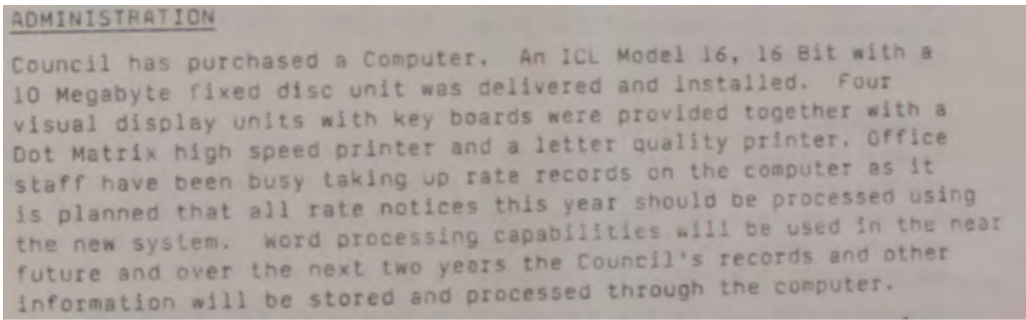 ADMINISTRATION
Council has purchased a Computer. An ICL Model 16, 16 Bit with a
10 Megabyte fixed disc unit was delivered and installed. Four
visual display units with key boards were provided together with a
Dot Matrix high speed printer and a letter quality printer. Office
staff have been busy taking up rate records on the computer as it
is planned that all rate notices this year should be processed using
the new system. Word processing capabilities will be used in the near
future and over the next two years the Council's records and other
information will be stored and processed through the computer.